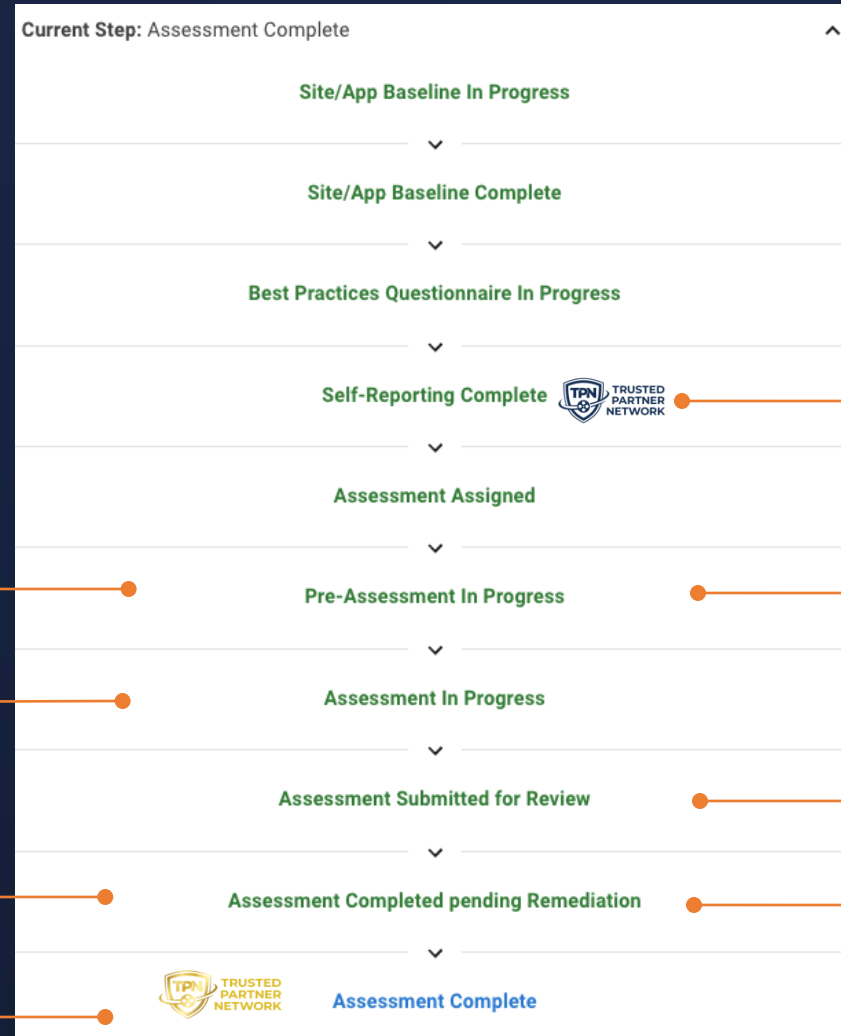 Current Step: Assessment Complete
Site/App Baseline In Progress
Site/App Baseline Complete
Best Practices Questionnaire In Progress
Self-Reporting Complete TPN TRUSTED
PARTNER
NETWORK
Assessment Assigned
Pre-Assessment In Progress
Assessment In Progress
Assessment Submitted for Review
Assessment Completed pending Remediation
TPN TRUSTED
PARTNER
NETWORK
Assessment Complete